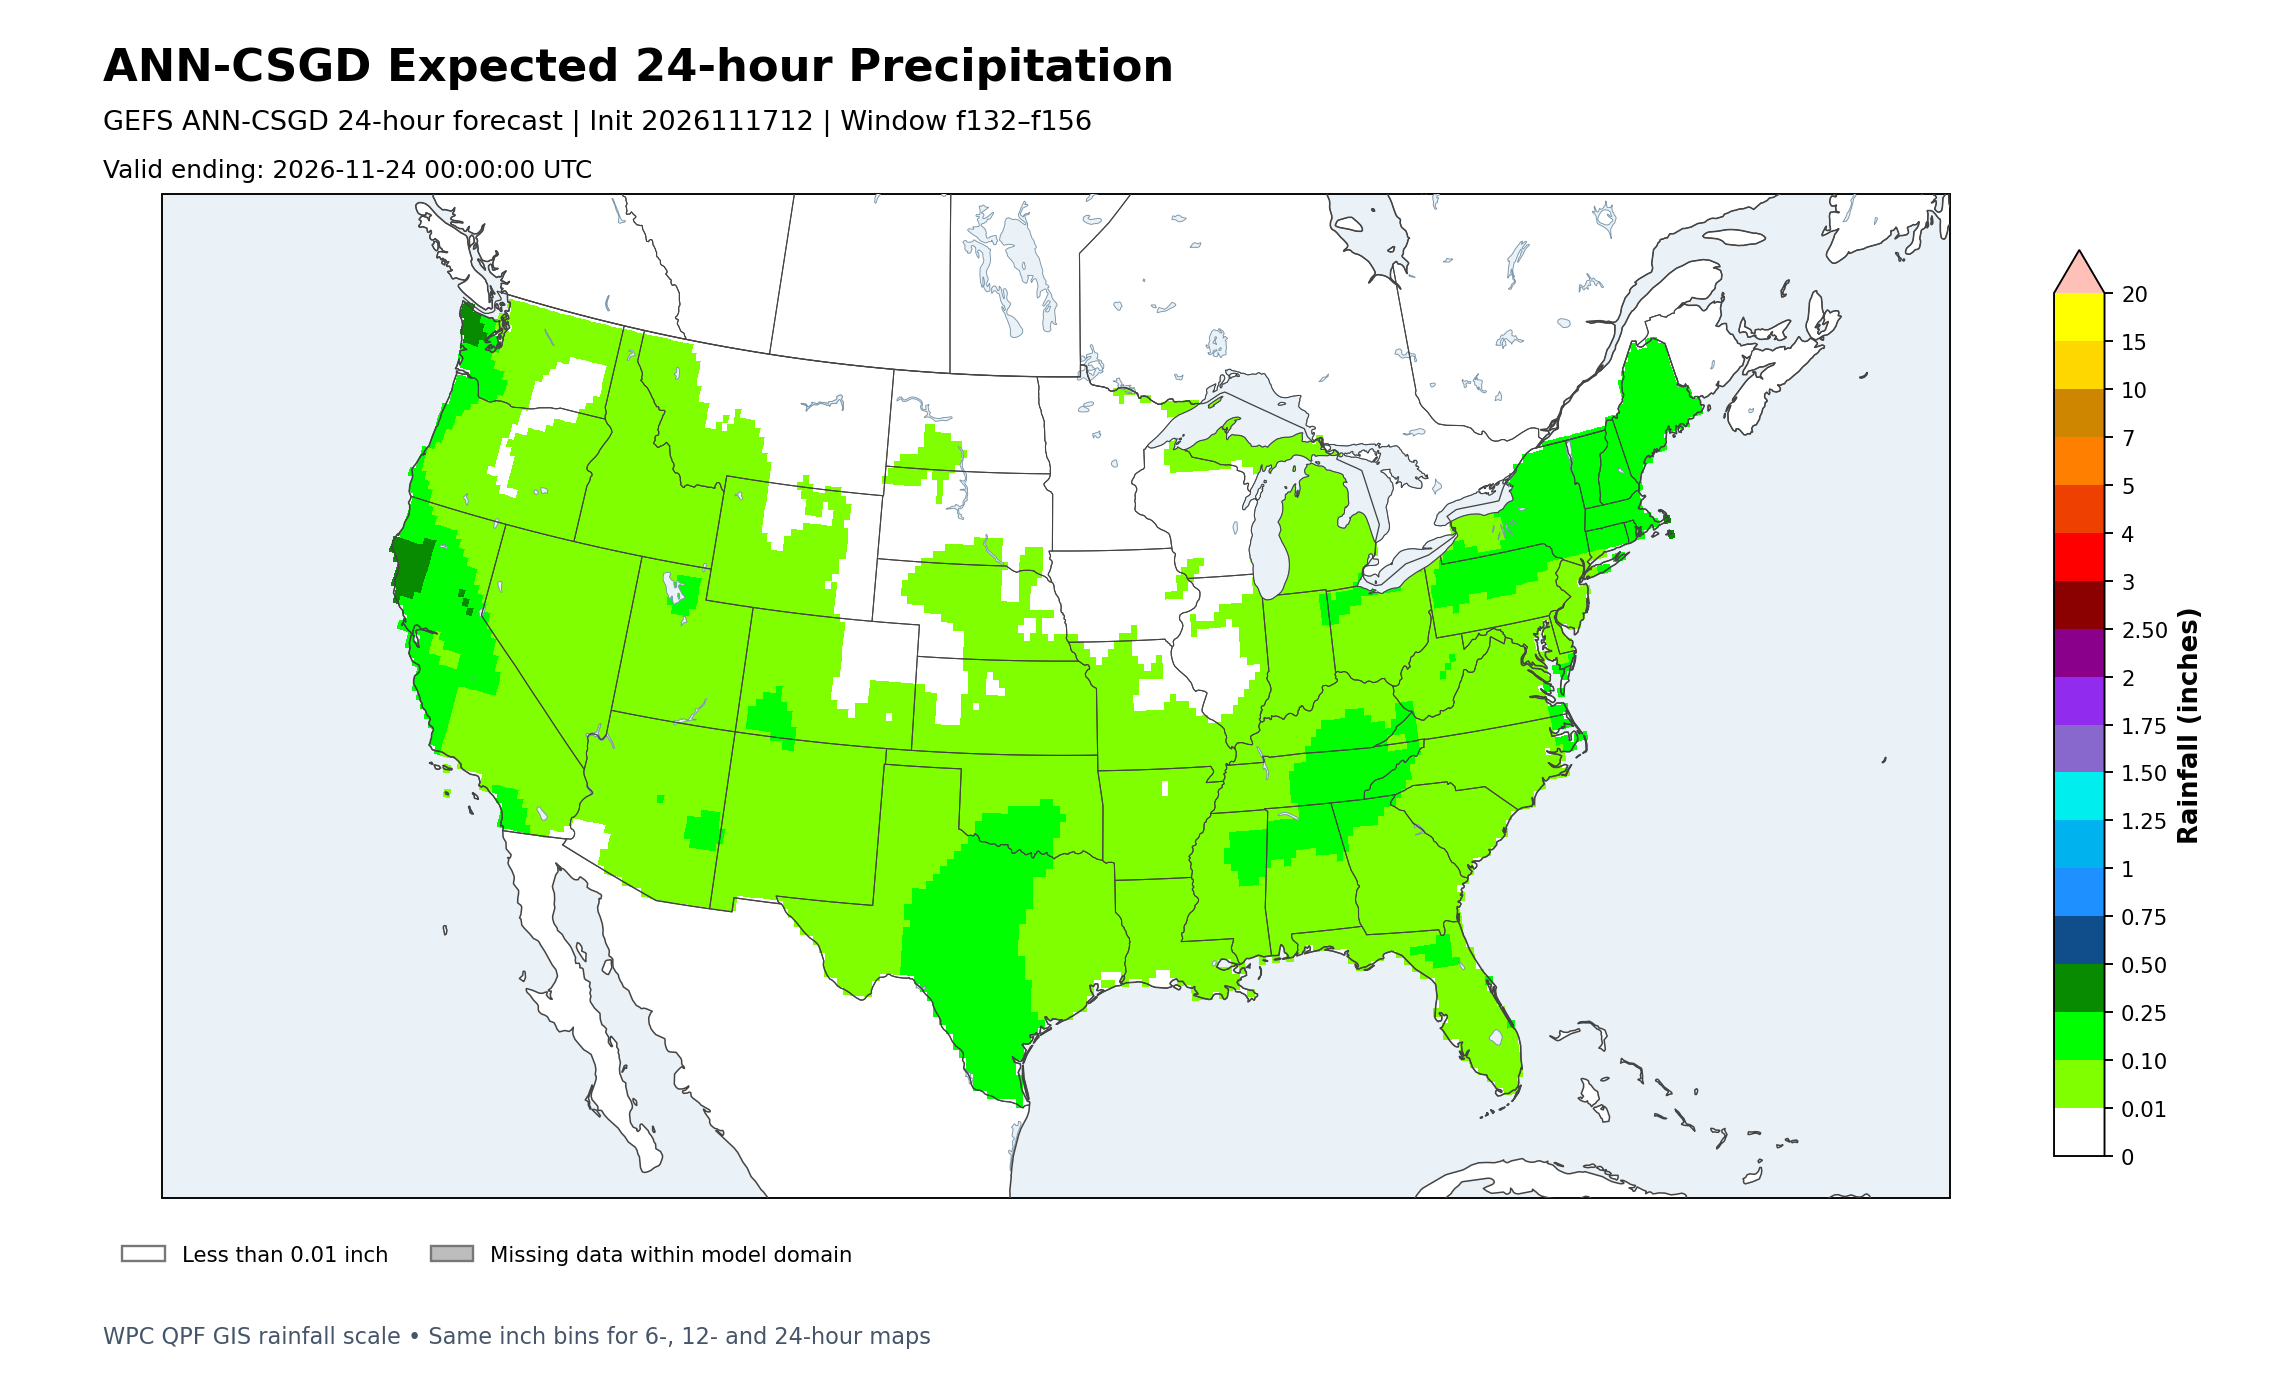 ANN-CSGD Expected 24-hour Precipitation
GEFS ANN-CSGD 24-hour forecast | Init 2026111712 | Window f132–f156
Valid ending: 2026-11-24 00:00:00 UTC
20
15
10
7
5
4
3
2.50
2
1.75
1.50
1.25
1
0.75
0.50
0.25
0.10
0.01
0
Rainfall (inches)
Less than 0.01 inch
Missing data within model domain
WPC QPF GIS rainfall scale • Same inch bins for 6-, 12- and 24-hour maps